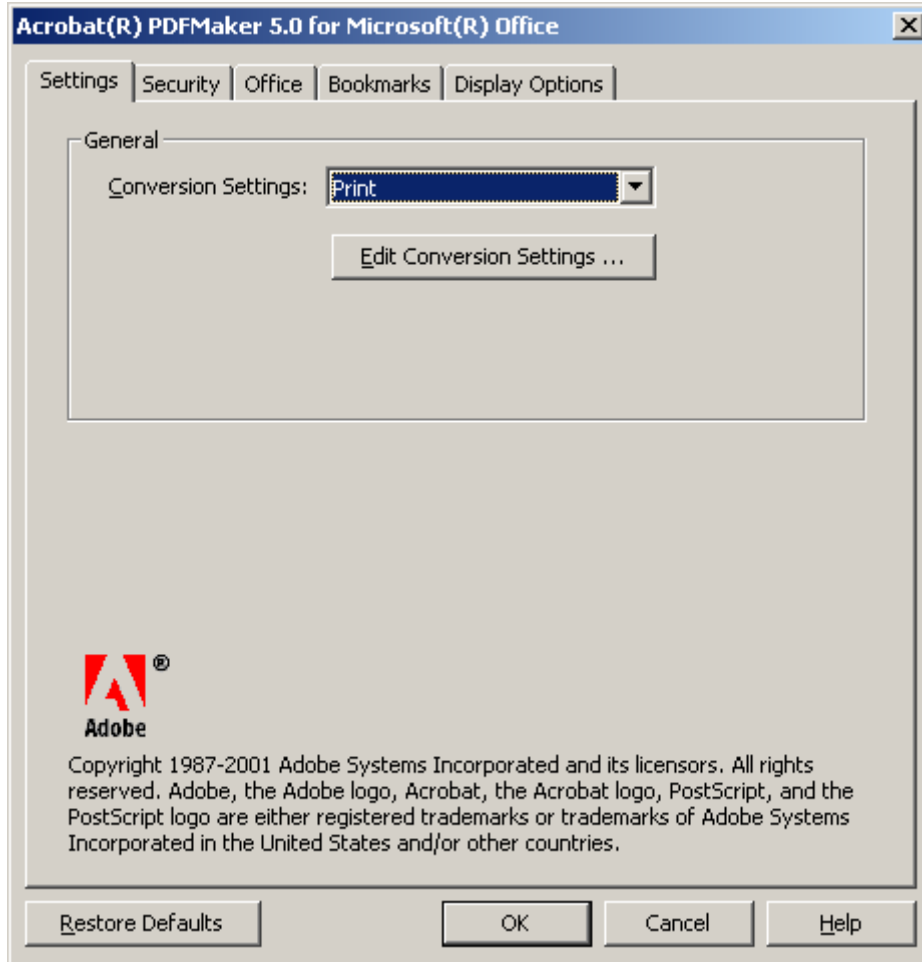 Acrobat(R) PDFMaker 5.0 for Microsoft(R) Office
Settings Security Office Bookmarks Display Options
General
Conversion Settings: Print
Edit Conversion Settings ...
®
Adobe
Copyright 1987-2001 Adobe Systems Incorporated and its licensors. All rights
reserved. Adobe, the Adobe logo, Acrobat, the Acrobat logo, PostScript, and the
PostScript logo are either registered trademarks or trademarks of Adobe Systems
Incorporated in the United States and/or other countries.
Restore Defaults OK Cancel Help